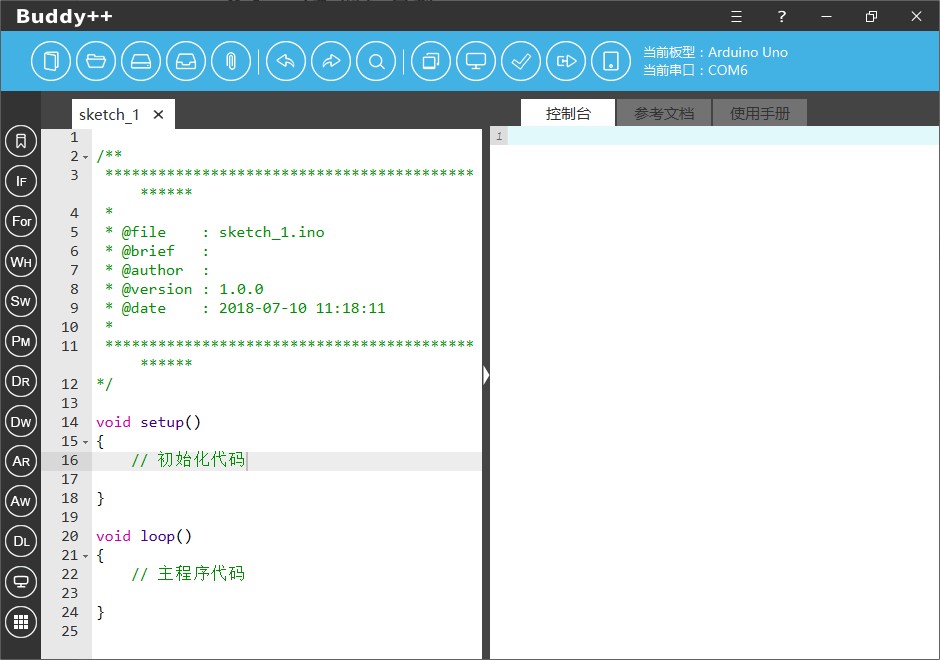 Buddy++
?
当前板型：Arduino Uno
当前串口：COM6
sketch_1 ×
控制台 参考文档 使用手册
IF
For
WH
SW
PM
DR
DW
AR
AW
DL
1
2 /**
3 ******************************************
******
4 *
5 * @file : sketch_1.ino
6 * @brief :
7 * @author :
8 * @version : 1.0.0
9 * @date : 2018-07-10 11:18:11
10 *
11 ******************************************
******
12 */
13
14 void setup()
15 {
16 // 初始化代码
17
18 }
19
20 void loop()
21 {
22 // 主程序代码
23
24 }
25
1